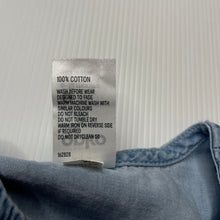 100% COTTON
WASH BEFORE WEAR
DESIGNED TO FADE
WARM MACHINE WASH WITH
SIMILAR COLOURS
DO NOT BLEACH
DO NOT TUMBLE DRY
WARM IRON ON REVERSE SIDE
IF REQUIRED
DO NOT DRYCLEAN
162828